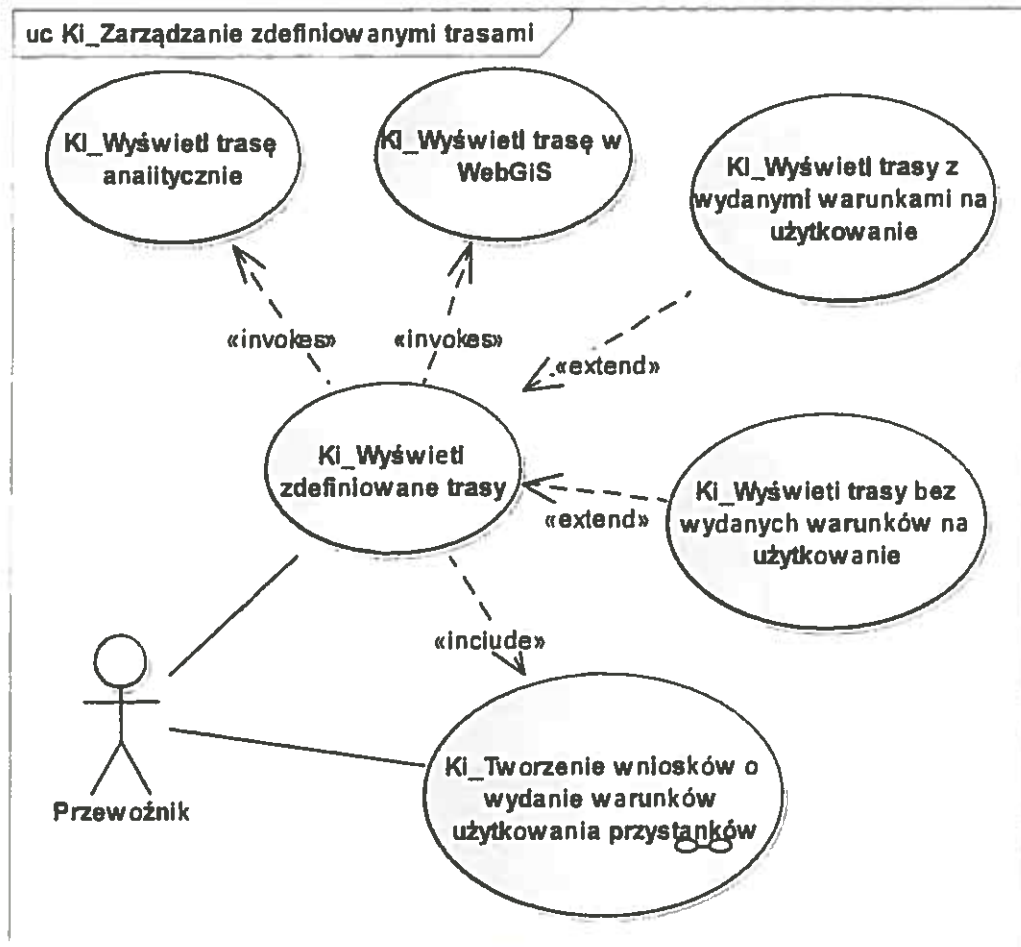 uc Ki_Zarządzanie zdefiniowanymi trasami
Ki_Wyświetl trasę
analitycznie
Ki_Wyświetl trasę w
WebGiS
Ki_Wyświetl trasy z
wydanymi warunkami na
użytkowanie
«invokes»
«invokes»
«extend»
Ki_Wyświetl
zdefiniowane trasy
Ki_Wyświetl trasy bez
wydanych warunków na
użytkowanie
«extend»
«include»
Przewoźnik
Ki_Tworzenie wniosków o
wydanie warunków
użytkowania przystanków